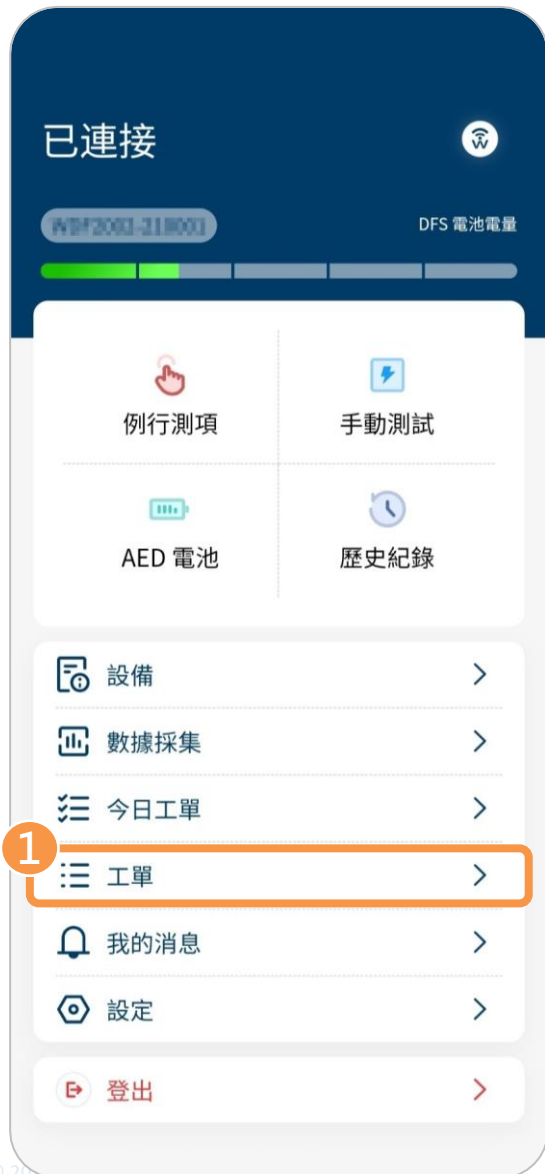 已連接
DFS 電池電量
例行測項
手動測試
AED 電池
歷史紀錄
設備
數據採集
今日工單
1
工單
我的消息
設定
登出